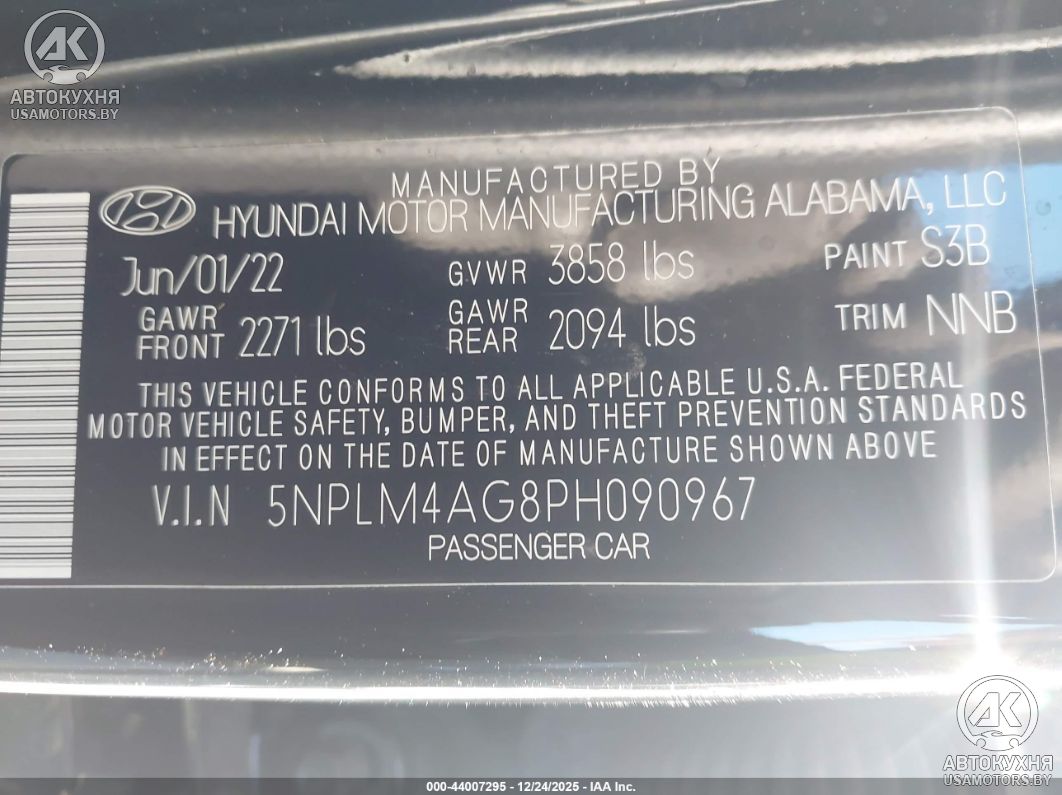 AK
АВТОКУХНЯ
USAMOTORS.BY
MANUFACTURED BY
HYUNDAI MOTOR MANUFACTURING ALABAMA, LLC
Jun/01/22 GVWR 3858 lbs PAINT S3B
GAWR FRONT 2271 lbs GAWR REAR 2094 lbs TRIM NNB
THIS VEHICLE CONFORMS TO ALL APPLICABLE U.S.A. FEDERAL
MOTOR VEHICLE SAFETY, BUMPER, AND THEFT PREVENTION STANDARDS
IN EFFECT ON THE DATE OF MANUFACTURE SHOWN ABOVE
V.I.N 5NPLM4AG8PH090967
PASSENGER CAR
AK
АВТОКУХНЯ
USAMOTORS.BY
000-44007295 - 12/24/2025 - IAA Inc.